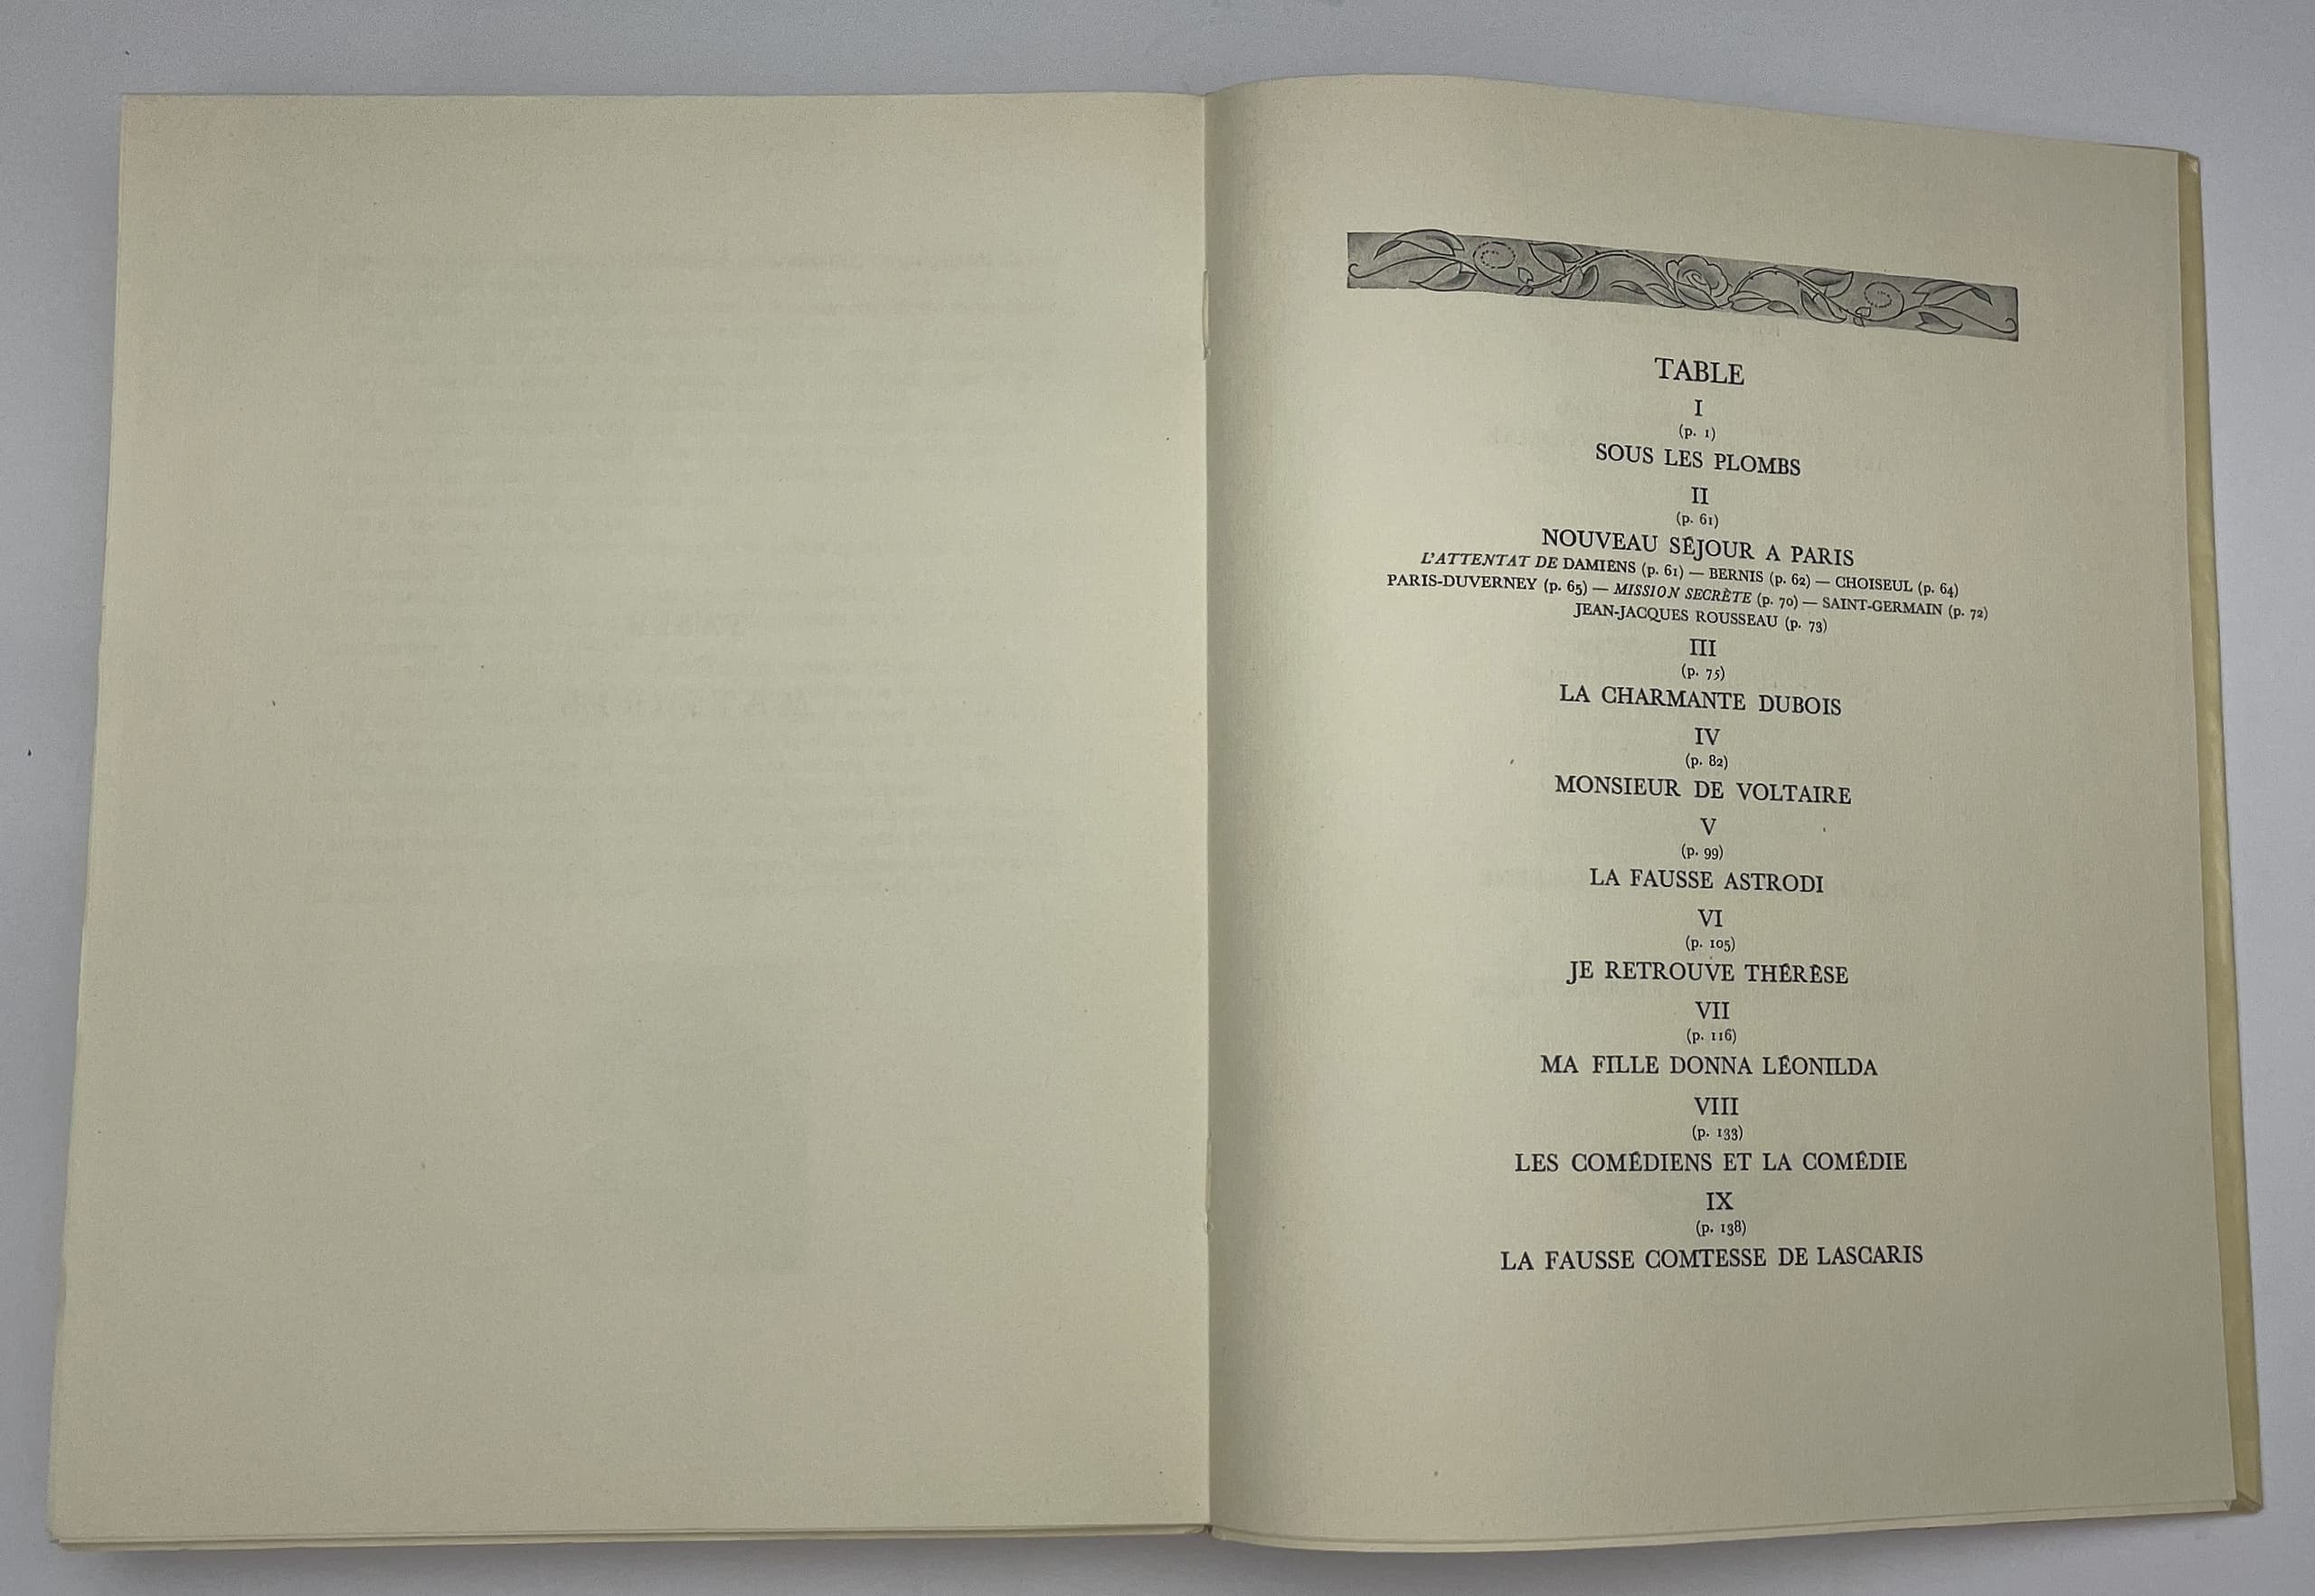 TABLE
I
(p. 1)
SOUS LES PLOMBS
II
(p. 61)
NOUVEAU SÉJOUR A PARIS
L'ATTENTAT DE DAMIENS (p. 61) — BERNIS (p. 62) — CHOISEUL (p. 64)
PARIS-DUVERNEY (p. 65) — MISSION SECRÈTE (p. 70) — SAINT-GERMAIN (p. 72)
JEAN-JACQUES ROUSSEAU (p. 73)
III
(p. 75)
LA CHARMANTE DUBOIS
IV
(p. 82)
MONSIEUR DE VOLTAIRE
V
(p. 99)
LA FAUSSE ASTRODI
VI
(p. 105)
JE RETROUVE THÉRÈSE
VII
(p. 116)
MA FILLE DONNA LÉONILDA
VIII
(p. 133)
LES COMÉDIENS ET LA COMÉDIE
IX
(p. 138)
LA FAUSSE COMTESSE DE LASCARIS